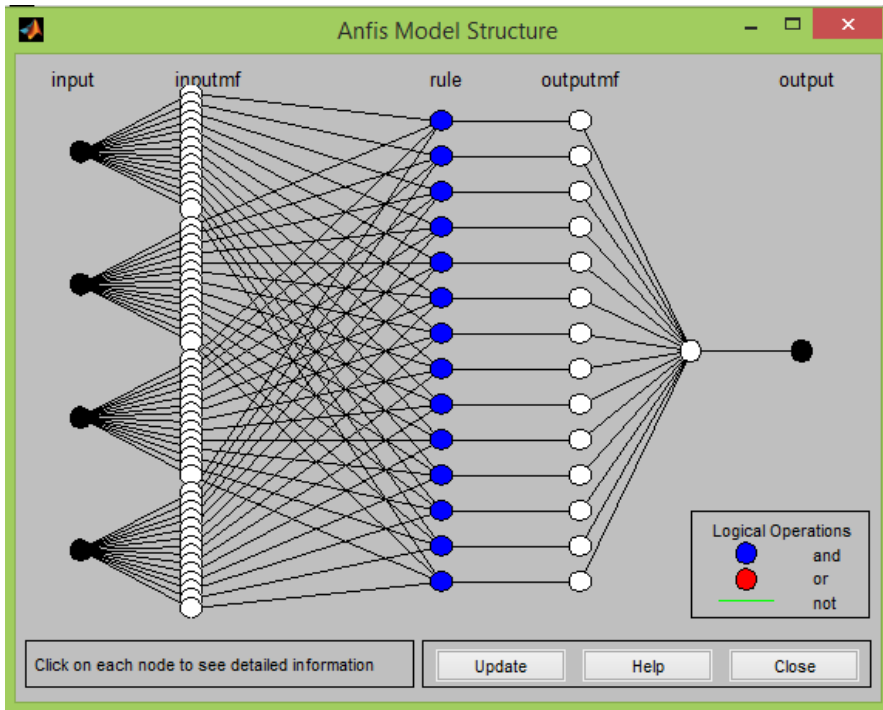 Anfis Model Structure
input inputmf rule outputmf output
Logical Operations
and
or
not
Click on each node to see detailed information
Update Help Close